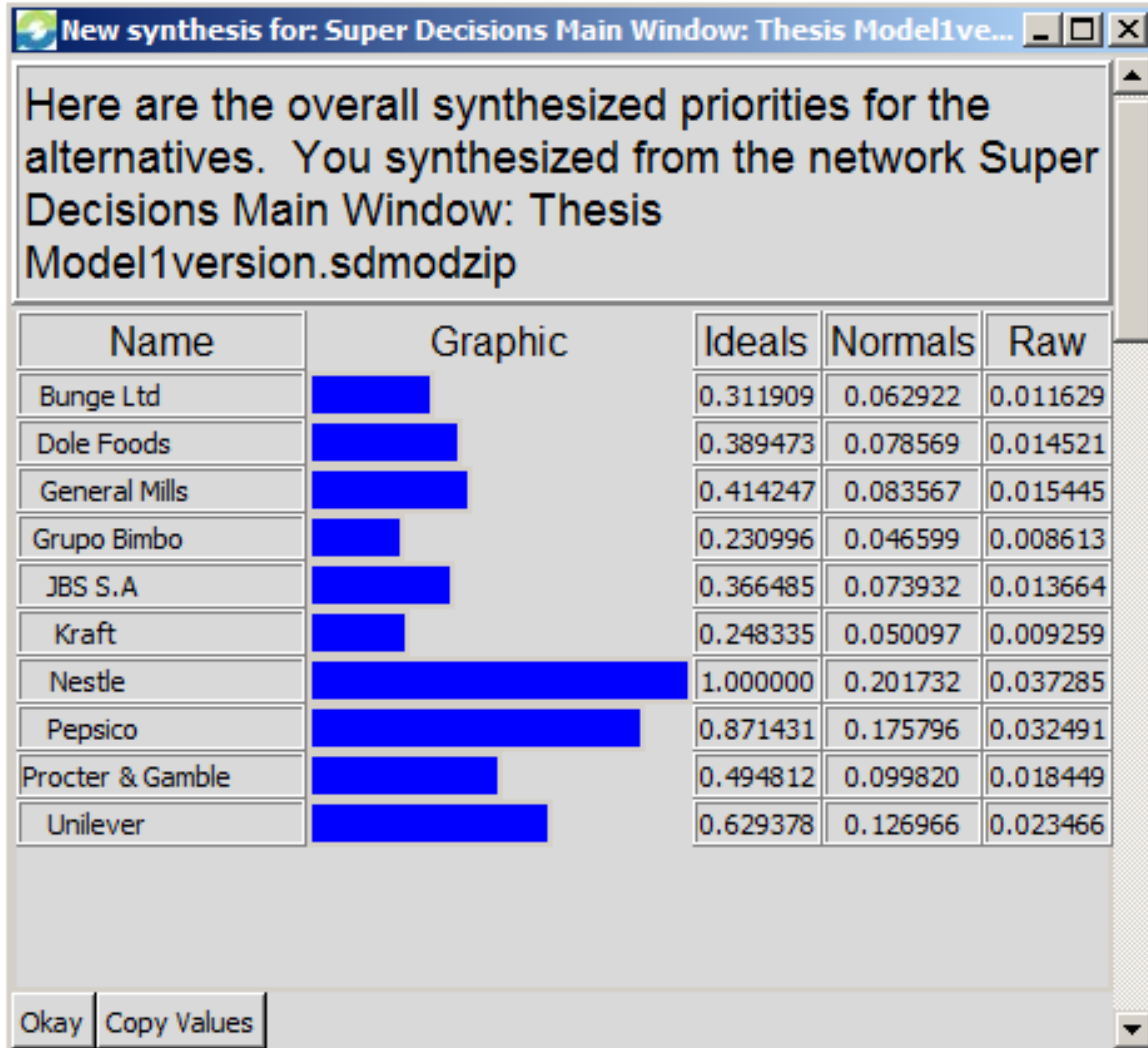 New synthesis for: Super Decisions Main Window: Thesis Model1ve...
Here are the overall synthesized priorities for the
alternatives.  You synthesized from the network Super
Decisions Main Window: Thesis
Model1version.sdmodzip
Name Graphic Ideals Normals Raw
Bunge Ltd 0.311909 0.062922 0.011629
Dole Foods 0.389473 0.078569 0.014521
General Mills 0.414247 0.083567 0.015445
Grupo Bimbo 0.230996 0.046599 0.008613
JBS S.A 0.366485 0.073932 0.013664
Kraft 0.248335 0.050097 0.009259
Nestle 1.000000 0.201732 0.037285
Pepsico 0.871431 0.175796 0.032491
Procter & Gamble 0.494812 0.099820 0.018449
Unilever 0.629378 0.126966 0.023466
Okay Copy Values